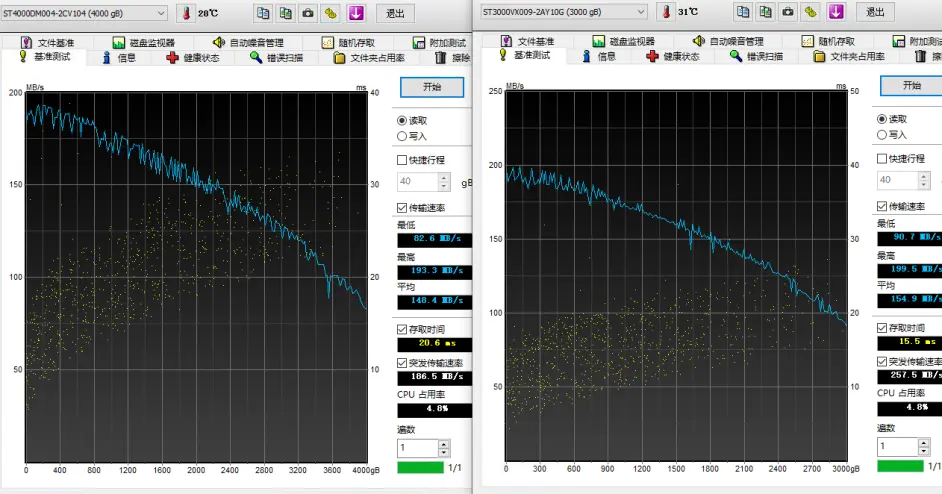 ST4000DM004-2CV104 (4000 gB)
28℃
退出
文件基准
磁盘监视器
自动噪音管理
随机存取
附加测试
基准测试
信息
健康状态
错误扫描
文件夹占用率
擦除
200
MB/s
ms
40
150
30
100
20
50
10
0
400
800
1200
1600
2000
2400
2800
3200
3600
4000gB
开始
读取
写入
快捷行程
40
gB
传输速率
最低
82.6 MB/s
最高
193.3 MB/s
平均
148.4 MB/s
存取时间
20.6 ms
突发传输速率
186.5 MB/s
CPU 占用率
4.8%
遍数
1
1/1
ST3000VX009-2AY10G (3000 gB)
31℃
退出
文件基准
磁盘监视器
自动噪音管理
随机存取
附加
基准测试
信息
健康状态
错误扫描
文件夹占用率
250
MB/s
ms
50
200
40
150
30
100
20
50
10
0
300
600
900
1200
1500
1800
2100
2400
2700
3000gB
开始
读取
写入
快捷行程
40
传输速率
最低
90.7 MB/s
最高
199.5 MB/s
平均
154.9 MB/s
存取时间
15.5 ms
突发传输速率
257.5 MB/s
CPU 占用率
4.8%
遍数
1
1/1